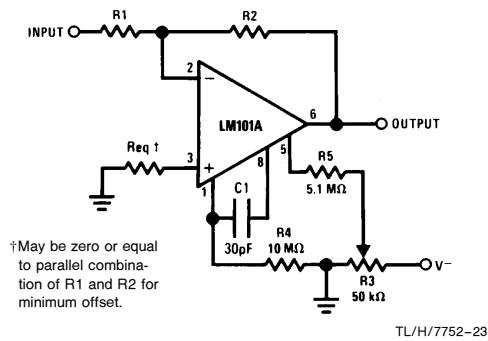 R1
R2
INPUT
2
−
LM101A
6
OUTPUT
Req †
3
+
5
8
1
R5
5.1 MΩ
C1
30pF
R4
10 MΩ
V−
R3
50 kΩ
†May be zero or equal
to parallel combina-
tion of R1 and R2 for
minimum offset.
TL/H/7752–23